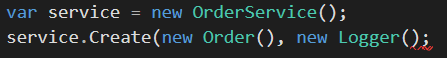 var service = new OrderService();
service.Create(new Order(), new Logger();